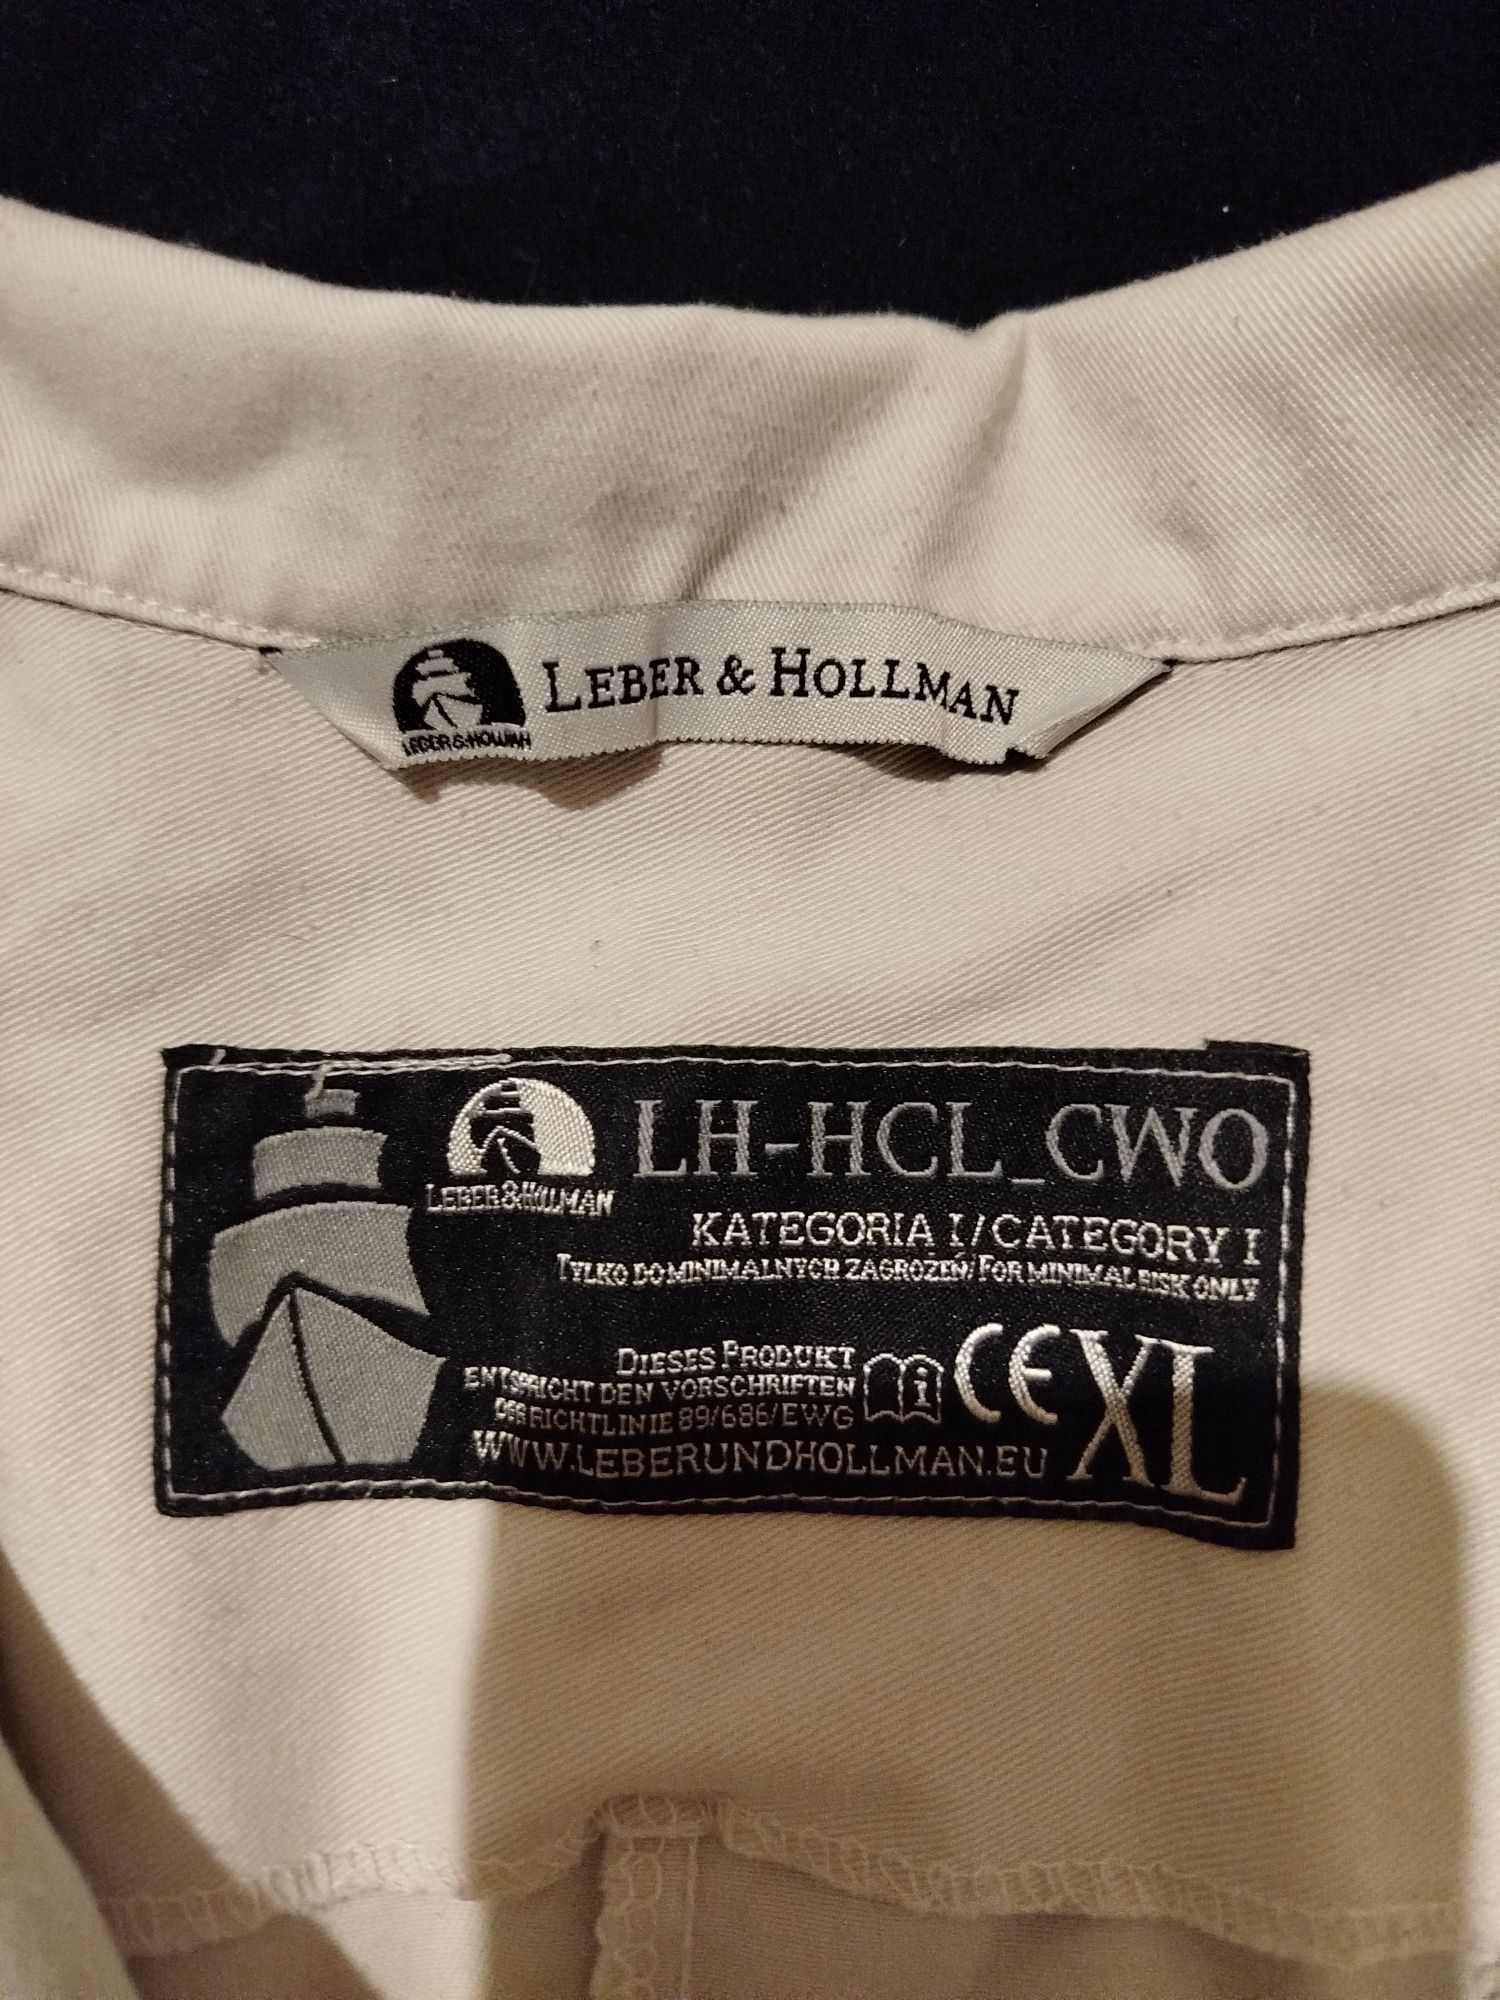 LEBER & HOLLMAN
LEBER & HOLLMAN
LH-HCL_CWO
LEBER & HOLLMAN
KATEGORIA I/CATEGORY I
TYLKO DO MINIMALNYCH ZAGROŻEŃ/FOR MINIMAL RISK ONLY
DIESES PRODUKT
ENTSPRICHT DEN VORSCHRIFTEN
DER RICHTLINIE 89/686/EWG
i
CE
XL
WWW.LEBERUNDHOLLMAN.EU